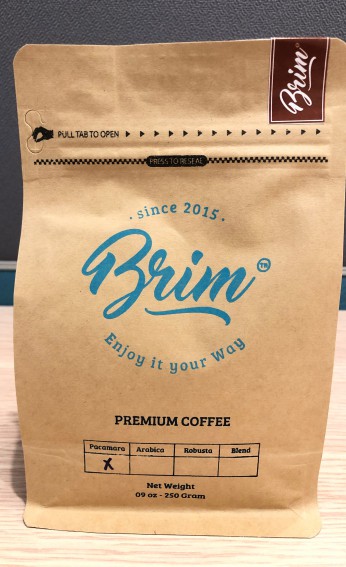 Brim
PULL TAB TO OPEN
PRESS TO RESEAL
· since 2015 ·
Brim TM
Enjoy it your Way
PREMIUM COFFEE
Pacamara Arabica Robusta Blend
X
Net Weight
09 oz - 250 Gram